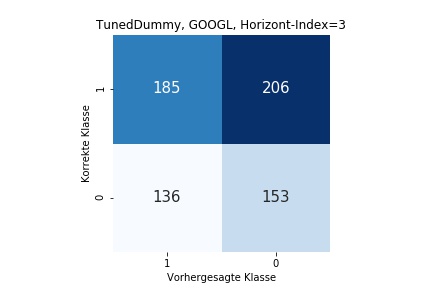 TunedDummy, GOOGL, Horizont-Index=3
Korrekte Klasse
1
185
206
0
136
153
1
0
Vorhergesagte Klasse